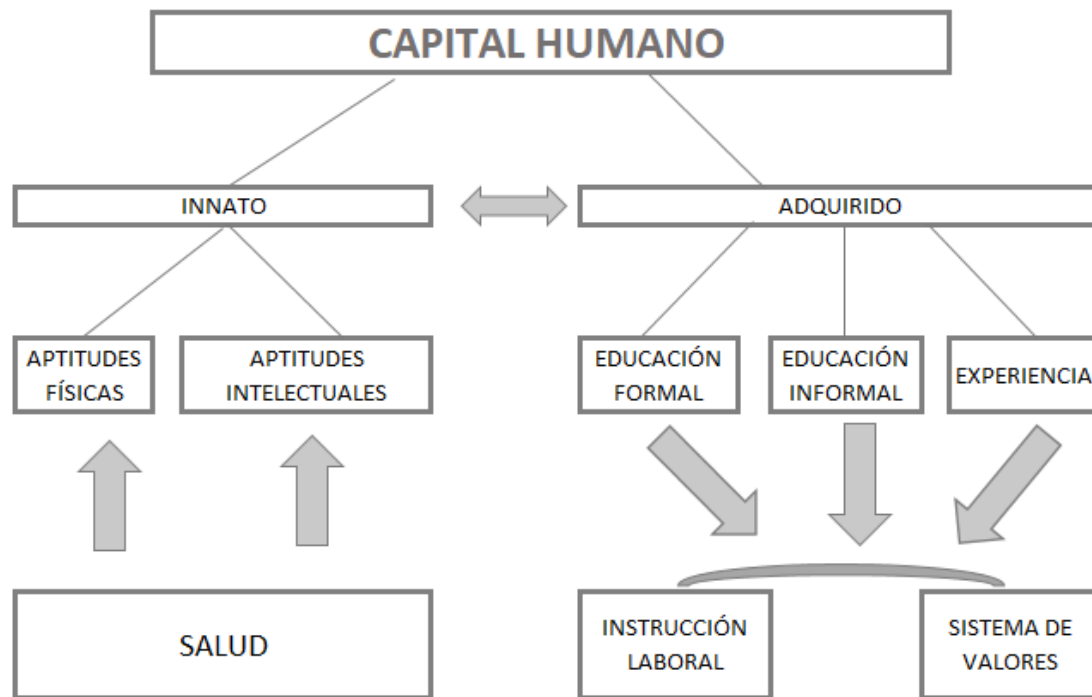 CAPITAL HUMANO
INNATO
ADQUIRIDO
APTITUDES
FÍSICAS
APTITUDES
INTELECTUALES
EDUCACIÓN
FORMAL
EDUCACIÓN
INFORMAL
EXPERIENCIA
SALUD
INSTRUCCIÓN
LABORAL
SISTEMA DE
VALORES